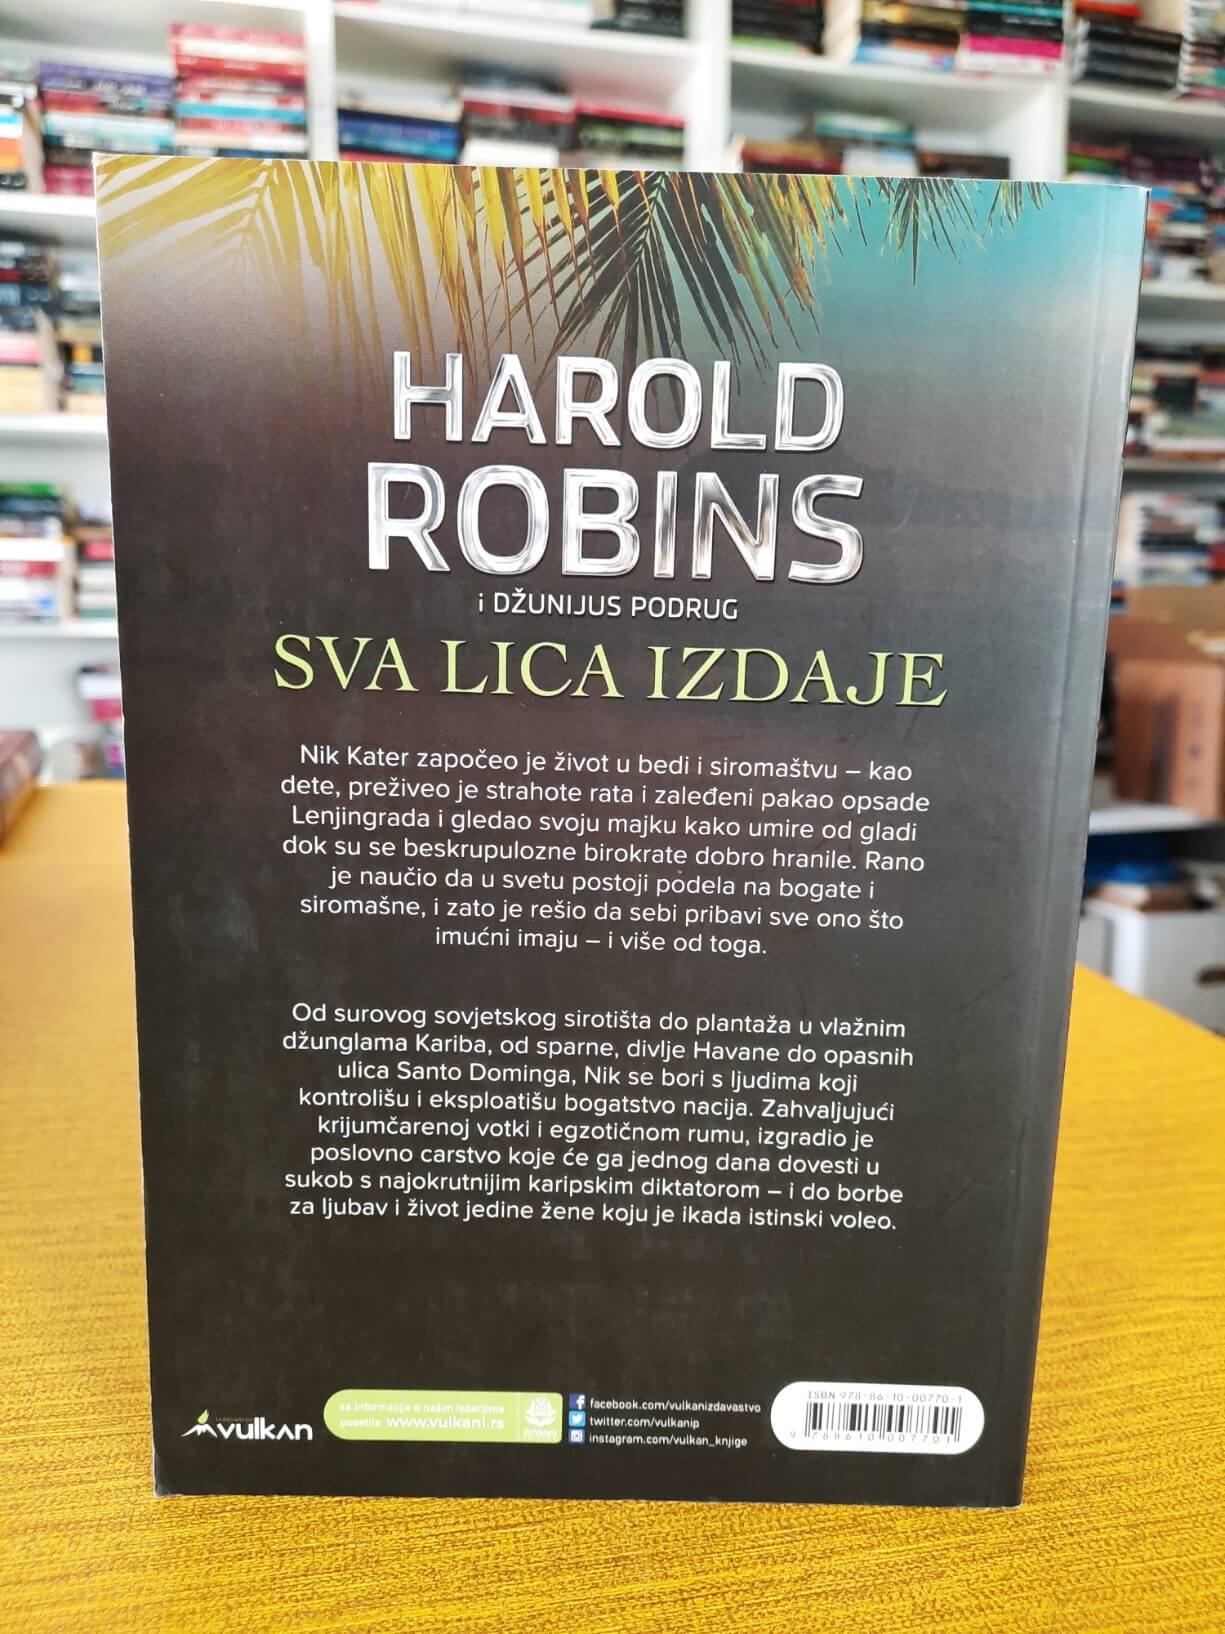 HAROLD
ROBINS
i DŽUNIJUS PODRUG
SVA LICA IZDAJE
Nik Kater započeo je život u bedi i siromaštvu – kao
dete, preživeo je strahote rata i zaleđeni pakao opsade
Lenjingrada i gledao svoju majku kako umire od gladi
dok su se beskrupulozne birokrate dobro hranile. Rano
je naučio da u svetu postoji podela na bogate i
siromašne, i zato je rešio da sebi pribavi sve ono što
imućni imaju – i više od toga.
Od surovog sovjetskog sirotišta do plantaža u vlažnim
džunglama Kariba, od sparne, divlje Havane do opasnih
ulica Santo Dominga, Nik se bori s ljudima koji
kontrolišu i eksploatišu bogatstvo nacija. Zahvaljujući
krijumčarenoj votki i egzotičnom rumu, izgradio je
poslovno carstvo koje će ga jednog dana dovesti u
sukob s najokrutnijim karipskim diktatorom – i do borbe
za ljubav i život jedine žene koju je ikada istinski voleo.
vulkan
za informacije o našim izdanjima
posetite www.vulkani.rs
facebook.com/vulkanizdavastvo
twitter.com/vulkanip
instagram.com/vulkan_knjige
ISBN 978-86-10-00770-1
9 768610 007701